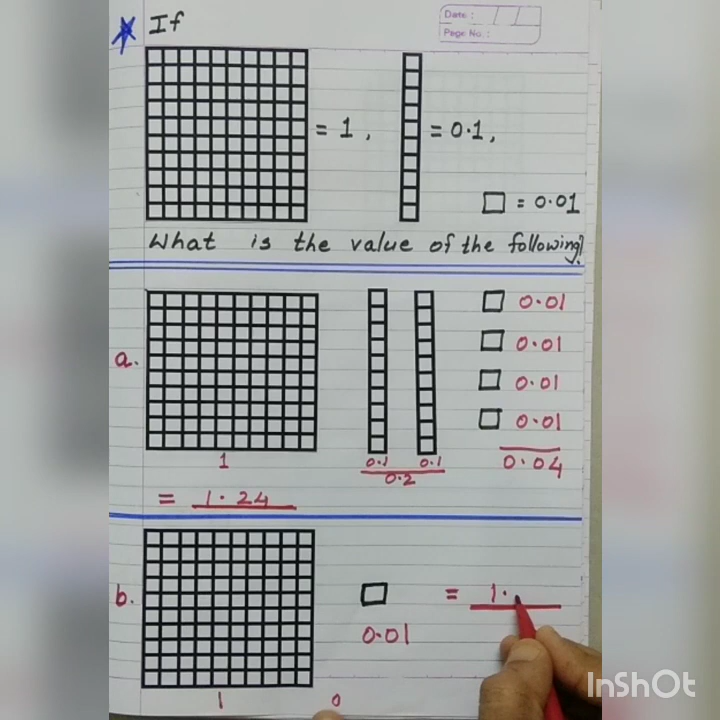 If
Date :
Page No. :
= 1 ,
= 0.1,
= 0.01
What is the value of the following?
a.
0.01
0.01
0.01
0.01
0.04
1
0.1 0.1
0.2
= 1.24
b.
= 1.
0.01
1 0
InShOt